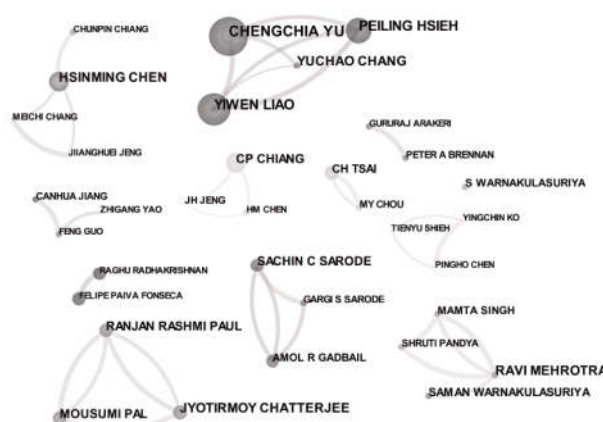 CHUNPIN CHIANG
CHENGCHIA YU
PEILING HSIEH
YUCHAO CHANG
HSINMING CHEN
YIWEN LIAO
MEICHI CHANG
GURURAJ ARAKERI
JIIANGHUEI JENG
PETER A BRENNAN
CP CHIANG
CH TSAI
S WARNAKULASURIYA
CANHUA JIANG
JH JENG
MY CHOU
ZHIGANG YAO
HM CHEN
YINGCHIN KO
TIENYU SHIEH
FENG GUO
SACHIN C SARODE
PINGHO CHEN
RAGHU RADHAKRISHNAN
FELIPE PAIVA FONSECA
GARGI S SARODE
MAMTA SINGH
RANJAN RASHMI PAUL
SHRUTI PANDYA
AMOL R GADBAIL
RAVI MEHROTRA
SAMAN WARNAKULASURIYA
MOUSUMI PAL
JYOTIRMOY CHATTERJEE